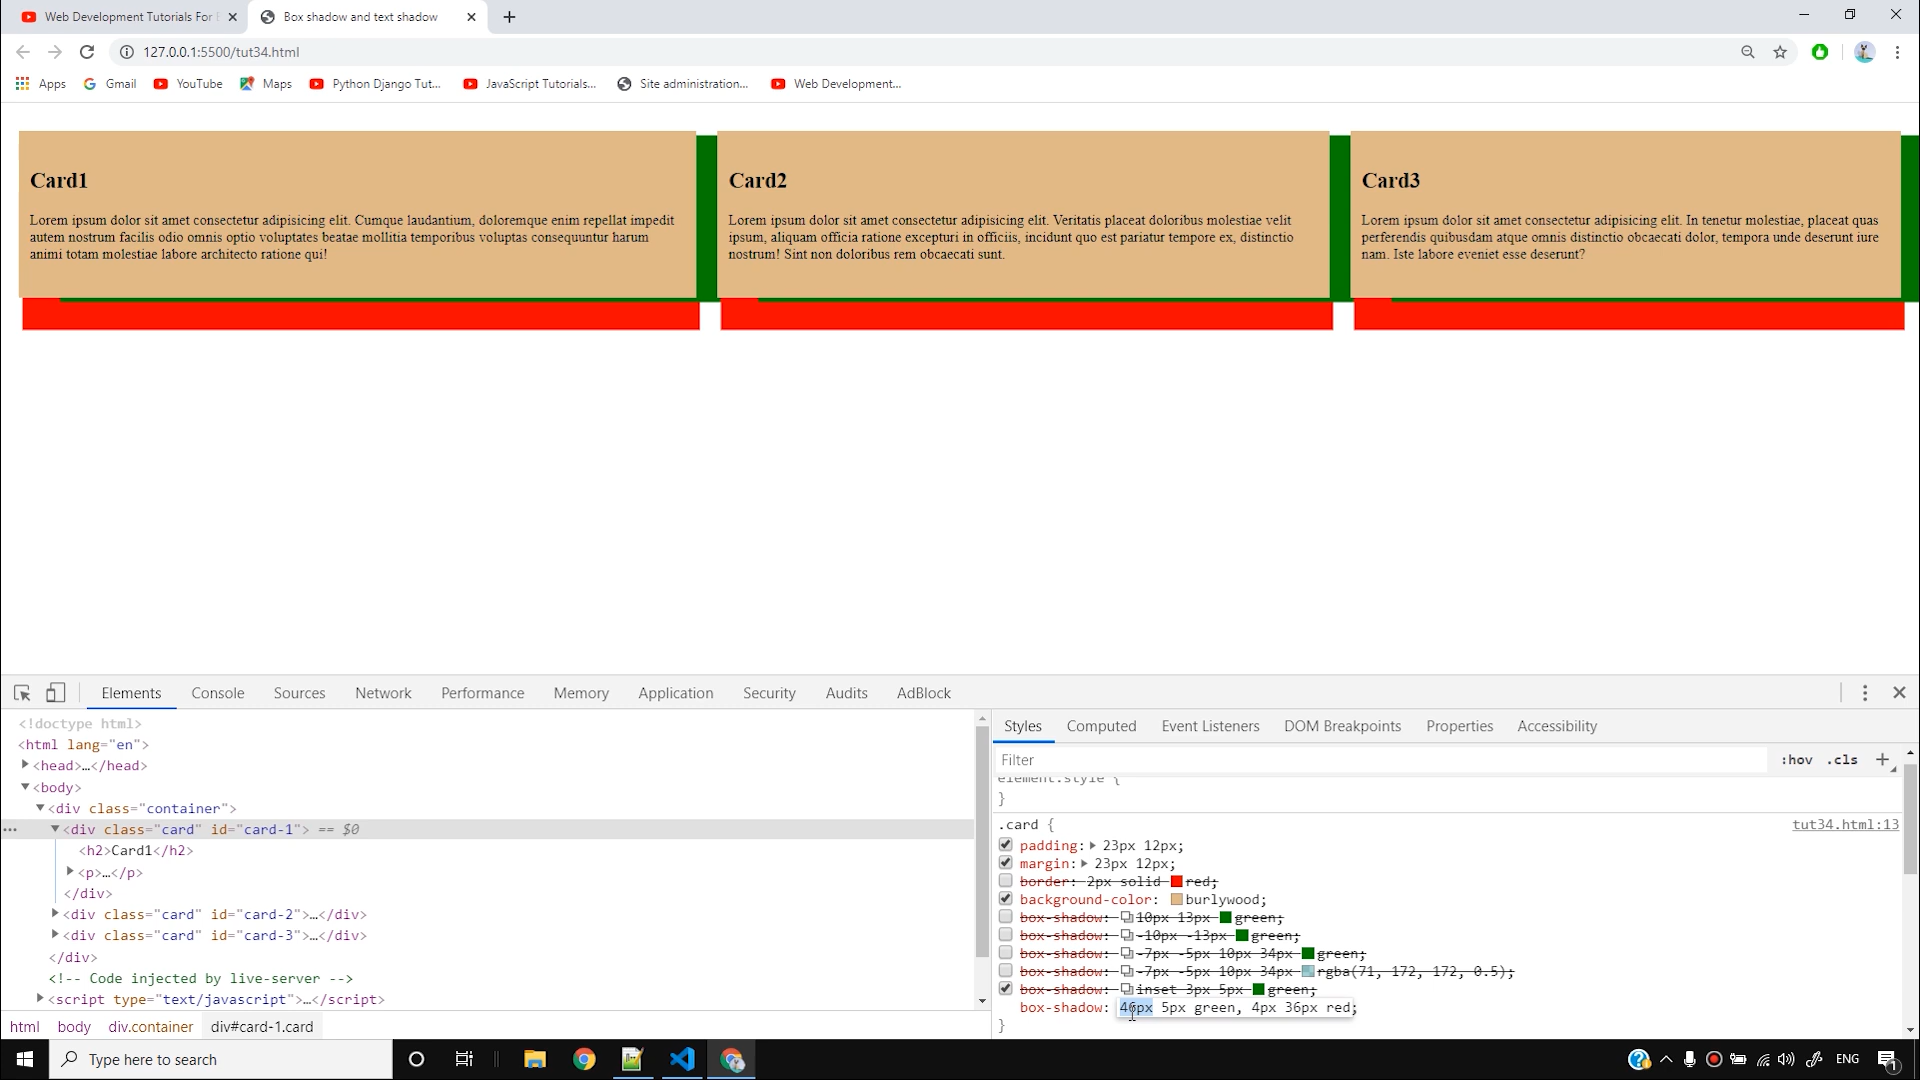 Web Development Tutorials For
Box shadow and text shadow
127.0.0.1:5500/tut34.html
Apps
Gmail
YouTube
Maps
Python Django Tut...
JavaScript Tutorials...
Site administration...
Web Development...
Card1
Lorem ipsum dolor sit amet consectetur adipisicing elit. Cumque laudantium, doloremque enim repellat impedit
autem nostrum facilis odio omnis optio voluptates beatae mollitia temporibus voluptas consequuntur harum
animi totam molestiae labore architecto ratione qui!
Card2
Lorem ipsum dolor sit amet consectetur adipisicing elit. Veritatis placeat doloribus molestiae velit
ipsum, aliquam officia ratione excepturi in officiis, incidunt quo est pariatur tempore ex, distinctio
nostrum! Sint non doloribus rem obcaecati sunt.
Card3
Lorem ipsum dolor sit amet consectetur adipisicing elit. In tenetur molestiae, placeat quas
perferendis quibusdam atque omnis distinctio obcaecati dolor, tempora unde deserunt iure
nam. Iste labore eveniet esse deserunt?
Elements
Console
Sources
Network
Performance
Memory
Application
Security
Audits
AdBlock
<!doctype html>
<html lang="en">
<head>…</head>
<body>
<div class="container">
<div class="card" id="card-1"> == $0
<h2>Card1</h2>
<p>…</p>
</div>
<div class="card" id="card-2">…</div>
<div class="card" id="card-3">…</div>
</div>
<!-- Code injected by live-server -->
<script type="text/javascript">…</script>
html
body
div.container
div#card-1.card
Styles
Computed
Event Listeners
DOM Breakpoints
Properties
Accessibility
Filter
:hov
.cls
element.style {
}
.card {
tut34.html:13
padding: 23px 12px;
margin: 23px 12px;
border: 2px solid red;
background-color: burlywood;
box-shadow: 10px 13px green;
box-shadow: -10px -13px green;
box-shadow: -7px -5px 10px 34px green;
box-shadow: -7px -5px 10px 34px rgba(71, 172, 172, 0.5);
box-shadow: inset 3px 5px green;
box-shadow: 46px 5px green, 4px 36px red;
}
Type here to search
ENG
1